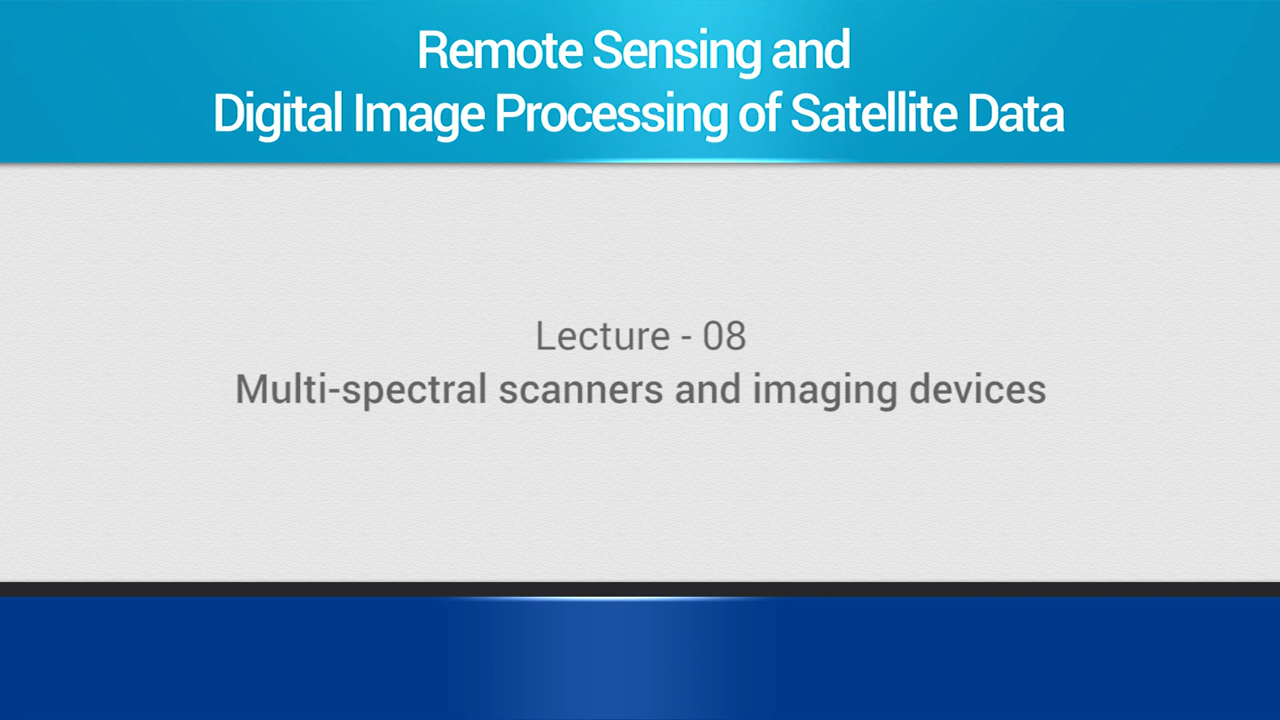 Remote Sensing and
Digital Image Processing of Satellite Data
Lecture - 08
Multi-spectral scanners and imaging devices